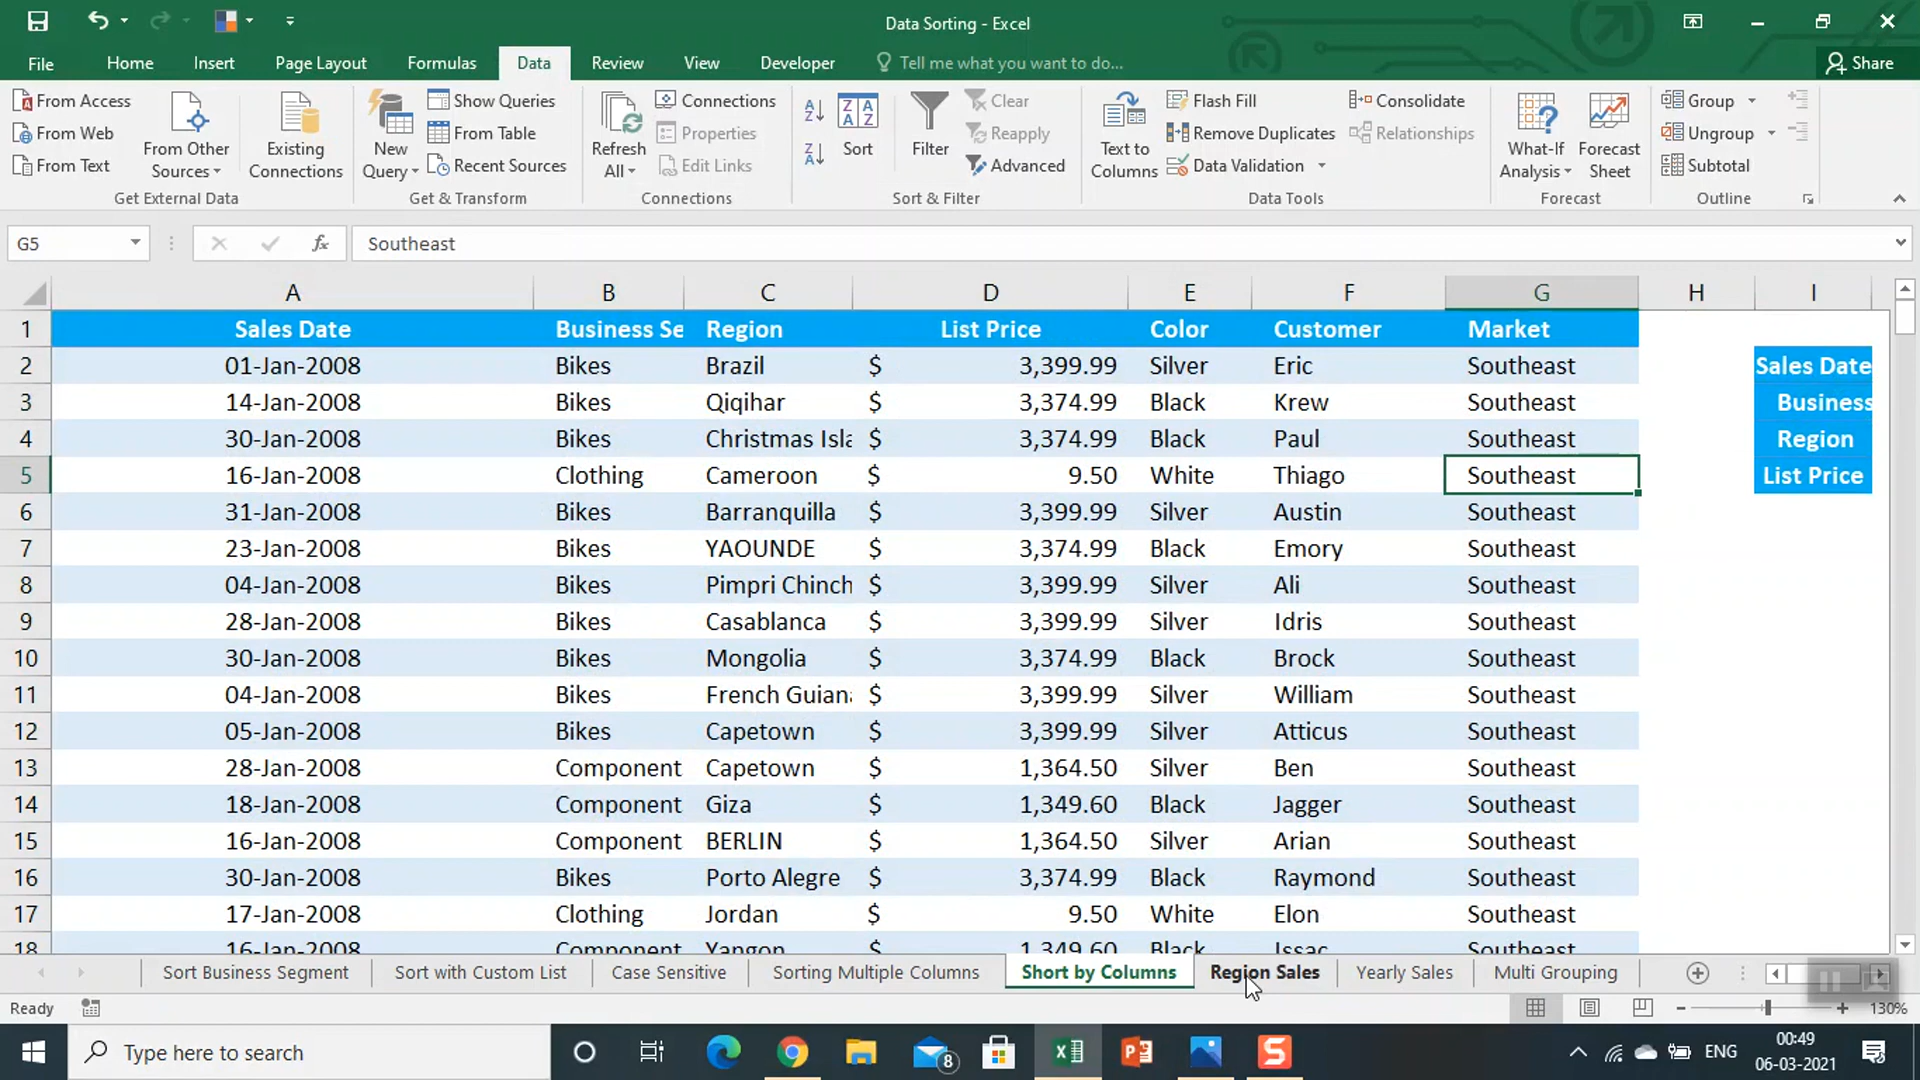 Data Sorting - Excel
File Home Insert Page Layout Formulas Data Review View Developer Tell me what you want to do... Share
From Access
From Web
From Text
From Other Sources
Existing Connections
Get External Data
New Query
Show Queries
From Table
Recent Sources
Get & Transform
Refresh All
Connections
Properties
Edit Links
Connections
Sort
Filter
Clear
Reapply
Advanced
Sort & Filter
Text to Columns
Flash Fill
Remove Duplicates
Data Validation
Consolidate
Relationships
Data Tools
What-If Analysis
Forecast Sheet
Forecast
Group
Ungroup
Subtotal
Outline
G5 fx Southeast
A B C D E F G H I
1 Sales Date Business Se Region List Price Color Customer Market
2 01-Jan-2008 Bikes Brazil $ 3,399.99 Silver Eric Southeast Sales Date
3 14-Jan-2008 Bikes Qiqihar $ 3,374.99 Black Krew Southeast Business
4 30-Jan-2008 Bikes Christmas Isla $ 3,374.99 Black Paul Southeast Region
5 16-Jan-2008 Clothing Cameroon $ 9.50 White Thiago Southeast List Price
6 31-Jan-2008 Bikes Barranquilla $ 3,399.99 Silver Austin Southeast
7 23-Jan-2008 Bikes YAOUNDE $ 3,374.99 Black Emory Southeast
8 04-Jan-2008 Bikes Pimpri Chinch $ 3,399.99 Silver Ali Southeast
9 28-Jan-2008 Bikes Casablanca $ 3,399.99 Silver Idris Southeast
10 30-Jan-2008 Bikes Mongolia $ 3,374.99 Black Brock Southeast
11 04-Jan-2008 Bikes French Guiana $ 3,399.99 Silver William Southeast
12 05-Jan-2008 Bikes Capetown $ 3,399.99 Silver Atticus Southeast
13 28-Jan-2008 Component Capetown $ 1,364.50 Silver Ben Southeast
14 18-Jan-2008 Component Giza $ 1,349.60 Black Jagger Southeast
15 16-Jan-2008 Component BERLIN $ 1,364.50 Silver Arian Southeast
16 30-Jan-2008 Bikes Porto Alegre $ 3,374.99 Black Raymond Southeast
17 17-Jan-2008 Clothing Jordan $ 9.50 White Elon Southeast
18 16-Jan-2008 Component Yangon $ 1,349.60 Black Issac Southeast
Sort Business Segment Sort with Custom List Case Sensitive Sorting Multiple Columns Short by Columns Region Sales Yearly Sales Multi Grouping
Ready 130%
Type here to search 8 ENG 00:49
06-03-2021